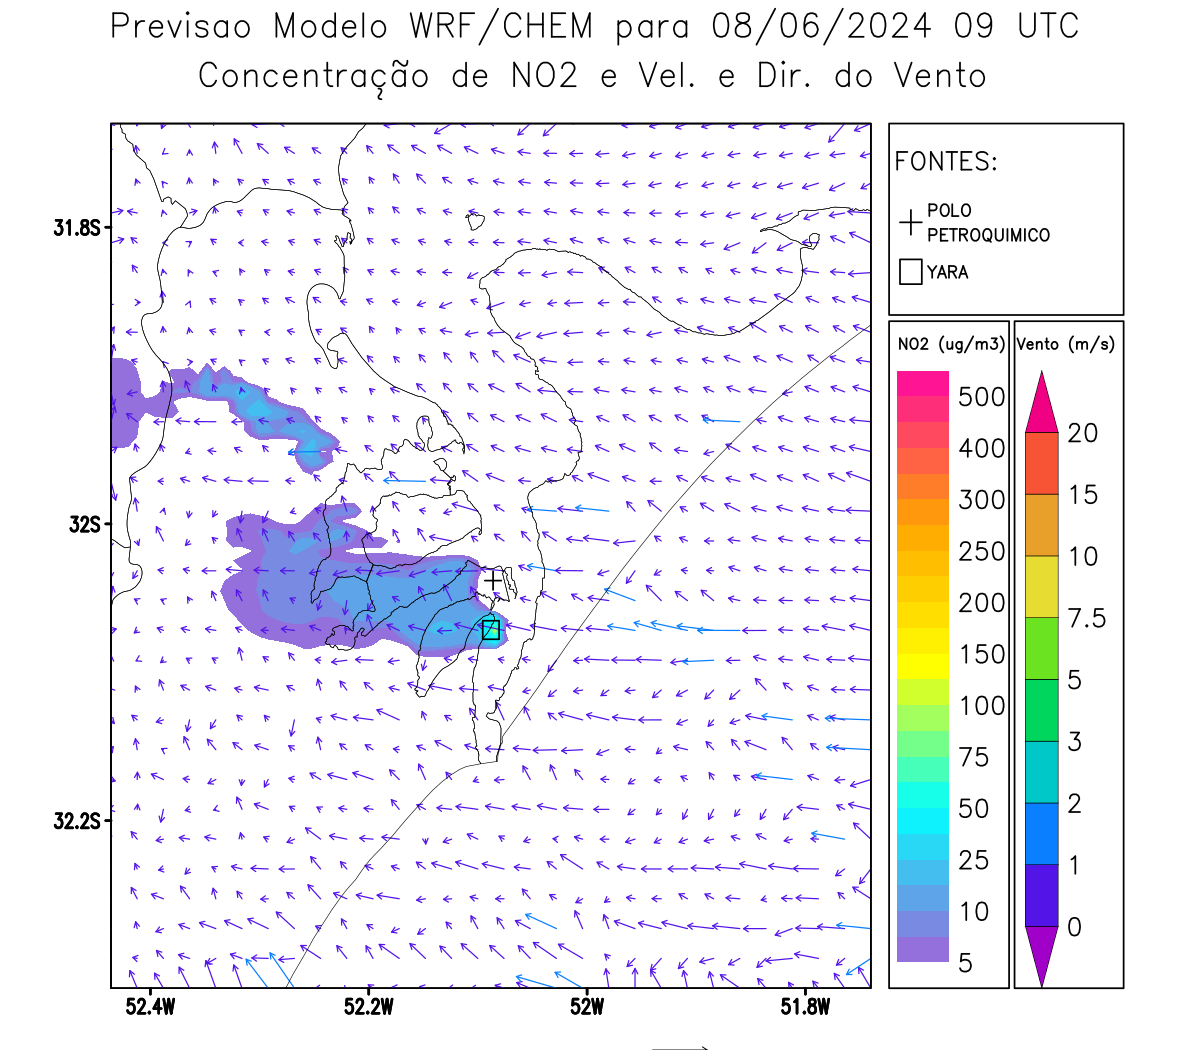 Previsao Modelo WRF/CHEM para 08/06/2024 09 UTC
Concentração de NO2 e Vel. e Dir. do Vento
FONTES:
POLO
PETROQUIMICO
YARA
31.8S
32S
32.2S
52.4W
52.2W
52W
51.8W
NO2 (ug/m3)
500
400
300
250
200
150
100
75
50
25
10
5
Vento (m/s)
20
15
10
7.5
5
3
2
1
0